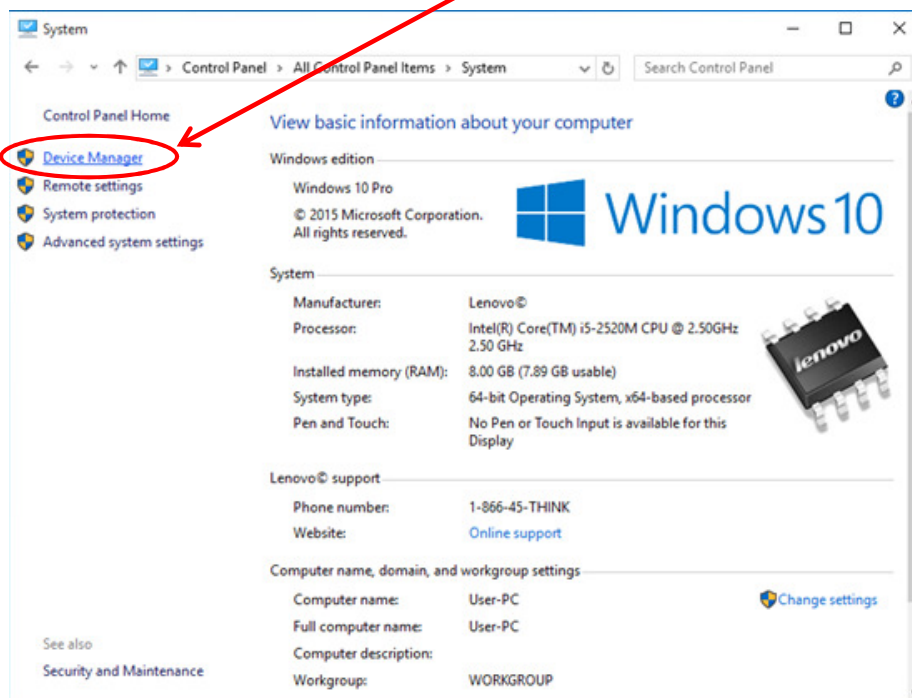 System
Control Panel > All Control Panel Items > System
Search Control Panel
Control Panel Home
Device Manager
Remote settings
System protection
Advanced system settings
See also
Security and Maintenance
View basic information about your computer
Windows edition
Windows 10 Pro
© 2015 Microsoft Corporation.
All rights reserved.
Windows 10
System
Manufacturer: Lenovo©
Processor: Intel(R) Core(TM) i5-2520M CPU @ 2.50GHz
2.50 GHz
Installed memory (RAM): 8.00 GB (7.89 GB usable)
System type: 64-bit Operating System, x64-based processor
Pen and Touch: No Pen or Touch Input is available for this
Display
lenovo
Lenovo© support
Phone number: 1-866-45-THINK
Website: Online support
Computer name, domain, and workgroup settings
Computer name: User-PC
Change settings
Full computer name: User-PC
Computer description:
Workgroup: WORKGROUP